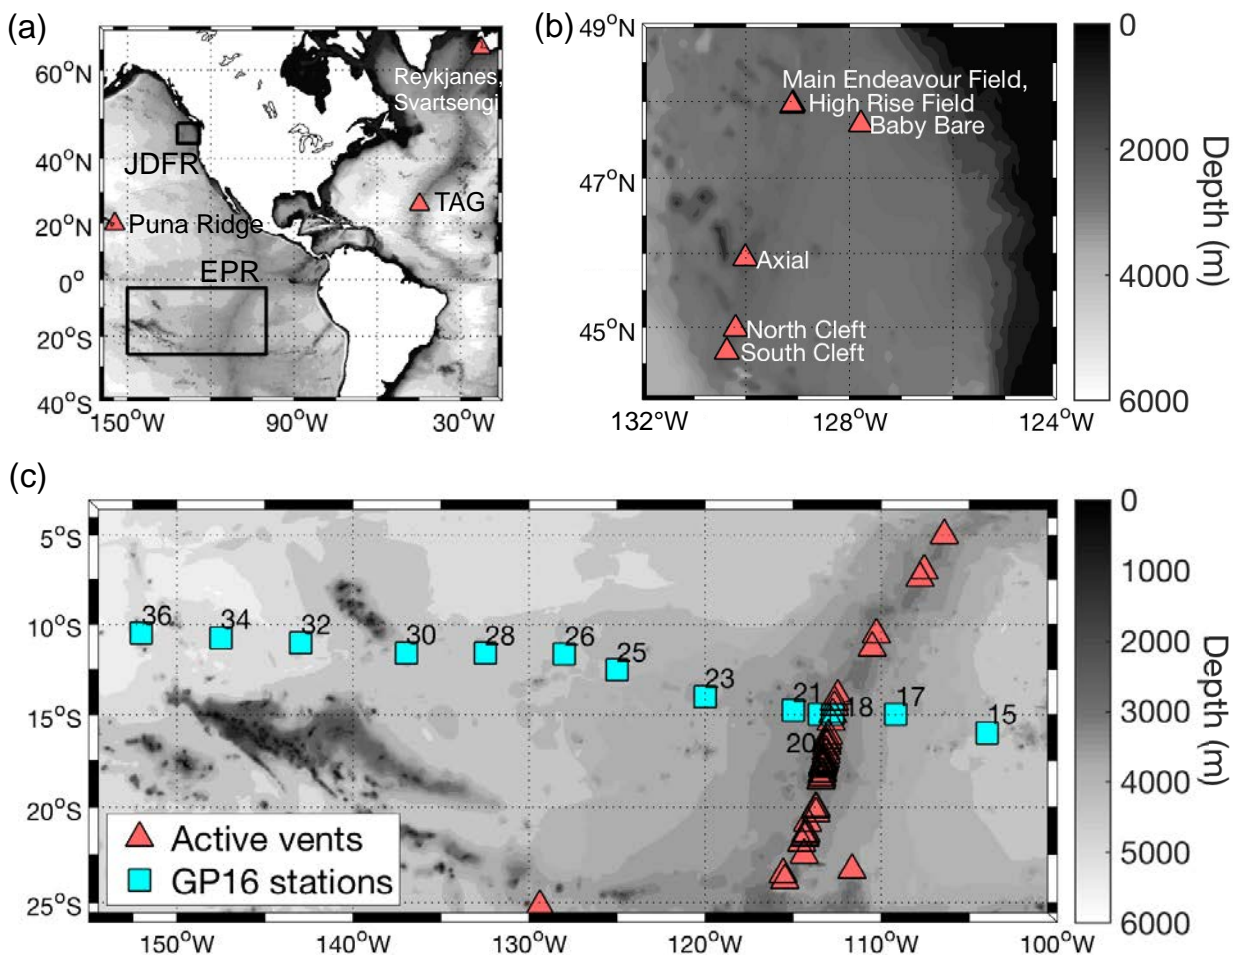 (a)
60°N
40°N
20°N
0°
20°S
40°S
150°W
90°W
30°W
Reykjanes,
Svartsengi
JDFR
TAG
Puna Ridge
EPR
(b)
49°N
47°N
45°N
132°W
128°W
124°W
Main Endeavour Field,
High Rise Field
Baby Bare
Axial
North Cleft
South Cleft
0
2000
4000
6000
Depth (m)
(c)
5°S
10°S
15°S
20°S
25°S
150°W
140°W
130°W
120°W
110°W
100°W
36
34
32
30
28
26
25
23
21
20
18
17
15
Active vents
GP16 stations
0
1000
2000
3000
4000
5000
6000
Depth (m)